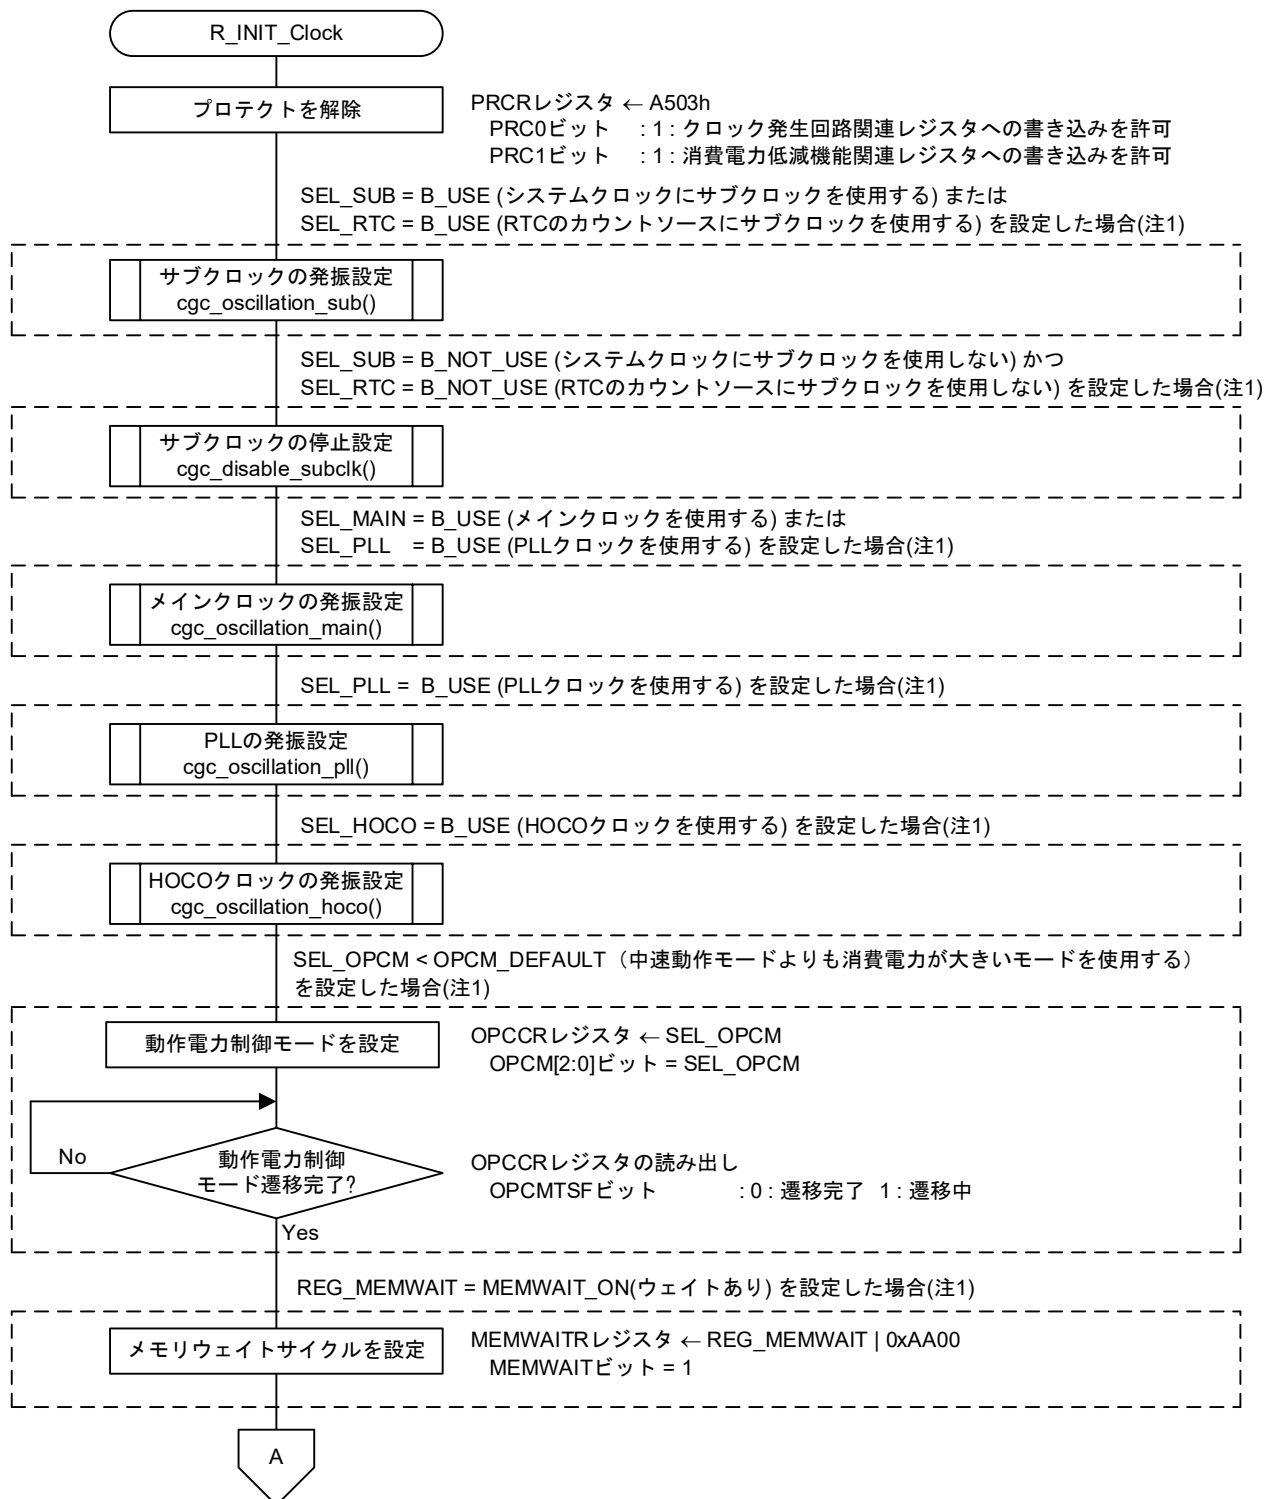 R_INIT_Clock
プロテクトを解除
PRCRレジスタ ← A503h
PRC0ビット : 1 : クロック発生回路関連レジスタへの書き込みを許可
PRC1ビット : 1 : 消費電力低減機能関連レジスタへの書き込みを許可
SEL_SUB = B_USE (システムクロックにサブクロックを使用する) または
SEL_RTC = B_USE (RTCのカウントソースにサブクロックを使用する) を設定した場合(注1)
サブクロックの発振設定
cgc_oscillation_sub()
SEL_SUB = B_NOT_USE (システムクロックにサブクロックを使用しない) かつ
SEL_RTC = B_NOT_USE (RTCのカウントソースにサブクロックを使用しない) を設定した場合(注1)
サブクロックの停止設定
cgc_disable_subclk()
SEL_MAIN = B_USE (メインクロックを使用する) または
SEL_PLL = B_USE (PLLクロックを使用する) を設定した場合(注1)
メインクロックの発振設定
cgc_oscillation_main()
SEL_PLL = B_USE (PLLクロックを使用する) を設定した場合(注1)
PLLの発振設定
cgc_oscillation_pll()
SEL_HOCO = B_USE (HOCOクロックを使用する) を設定した場合(注1)
HOCOクロックの発振設定
cgc_oscillation_hoco()
SEL_OPCM < OPCM_DEFAULT（中速動作モードよりも消費電力が大きいモードを使用する）
を設定した場合(注1)
動作電力制御モードを設定
OPCCRレジスタ ← SEL_OPCM
OPCM[2:0]ビット = SEL_OPCM
No
動作電力制御
モード遷移完了?
OPCCRレジスタの読み出し
OPCMTSFビット : 0 : 遷移完了 1 : 遷移中
Yes
REG_MEMWAIT = MEMWAIT_ON(ウェイトあり) を設定した場合(注1)
メモリウェイトサイクルを設定
MEMWAITRレジスタ ← REG_MEMWAIT | 0xAA00
MEMWAITビット = 1
A